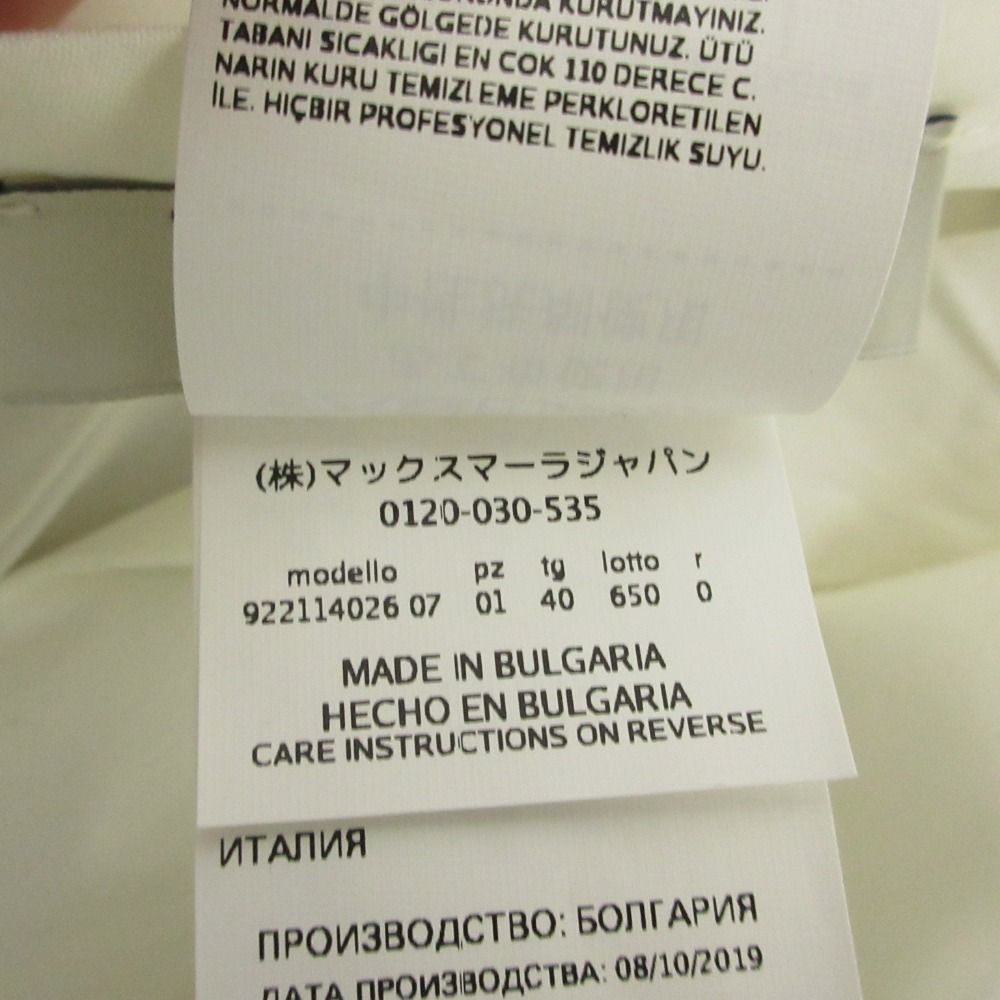 KURUTMAYINIZ.
NORMALDE GÖLGEDE KURUTUNUZ. ÜTÜ
TABANI SICAKLIGI EN COK 110 DERECE C.
NARIN KURU TEMIZLEME PERKLORETILEN
İLE. HIÇBIR PROFESYONEL TEMIZLIK SUYU.
(株)マックスマーラジャパン
0120-030-535
modello pz tg lotto r
922114026 07 01 40 650 0
MADE IN BULGARIA
HECHO EN BULGARIA
CARE INSTRUCTIONS ON REVERSE
ИТАЛИЯ
ПРОИЗВОДСТВО: БОЛГАРИЯ
ДАТА ПРОИЗВОДСТВА: 08/10/2019